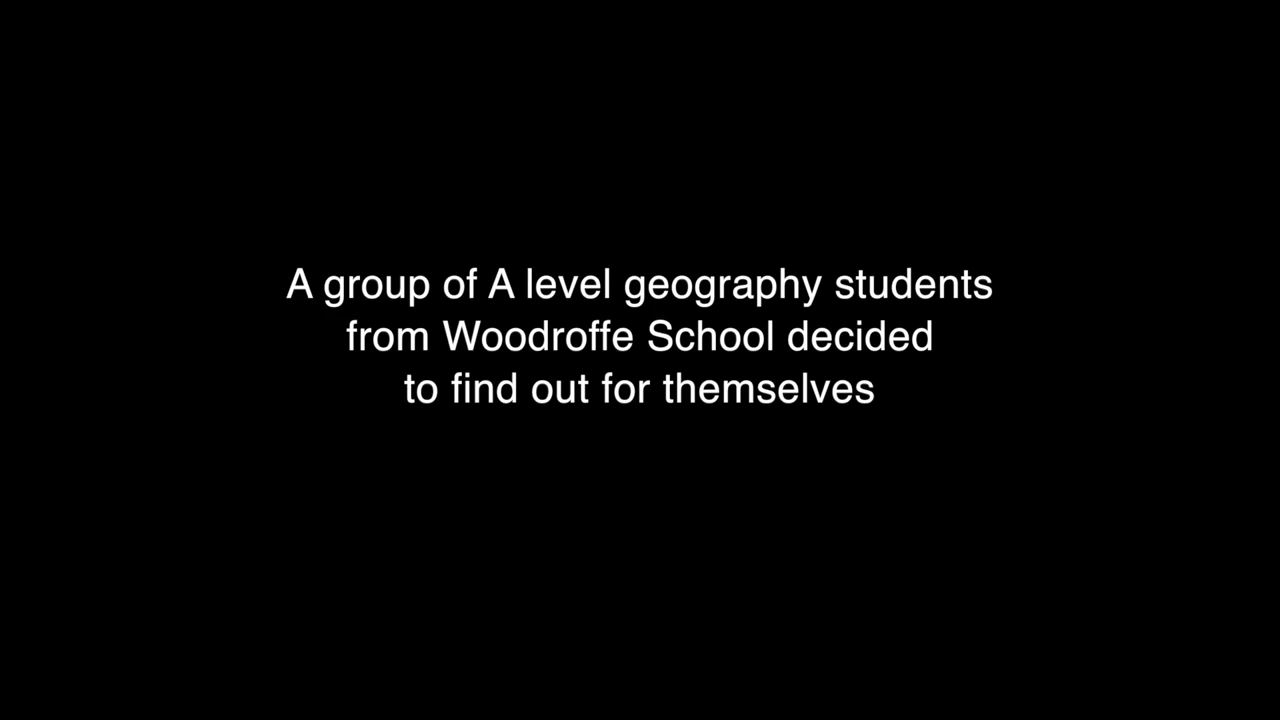 A group of A level geography students
from Woodroffe School decided
to find out for themselves